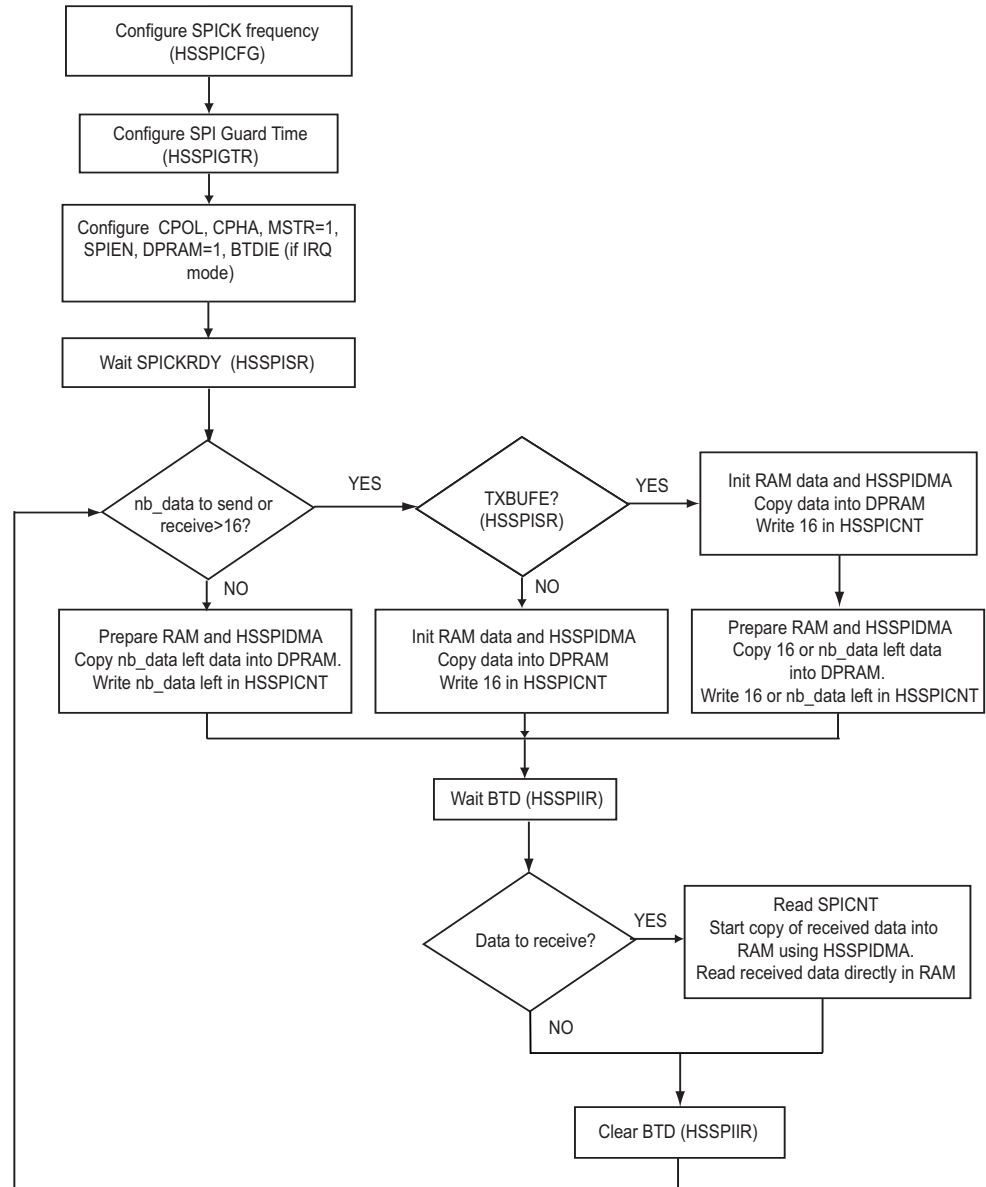 Configure SPICK frequency
(HSSPICFG)
Configure SPI Guard Time
(HSSPIGTR)
Configure CPOL, CPHA, MSTR=1,
SPIEN, DPRAM=1, BTDIE (if IRQ
mode)
Wait SPICKRDY (HSSPISR)
nb_data to send or
receive>16?
YES
NO
TXBUFE?
(HSSPISR)
YES
NO
Init RAM data and HSSPIDMA
Copy data into DPRAM
Write 16 in HSSPICNT
Prepare RAM and HSSPIDMA
Copy nb_data left data into DPRAM.
Write nb_data left in HSSPICNT
Init RAM data and HSSPIDMA
Copy data into DPRAM
Write 16 in HSSPICNT
Prepare RAM and HSSPIDMA
Copy 16 or nb_data left data
into DPRAM.
Write 16 or nb_data left in HSSPICNT
Wait BTD (HSSPIIR)
Data to receive?
YES
NO
Read SPICNT
Start copy of received data into
RAM using HSSPIDMA.
Read received data directly in RAM
Clear BTD (HSSPIIR)